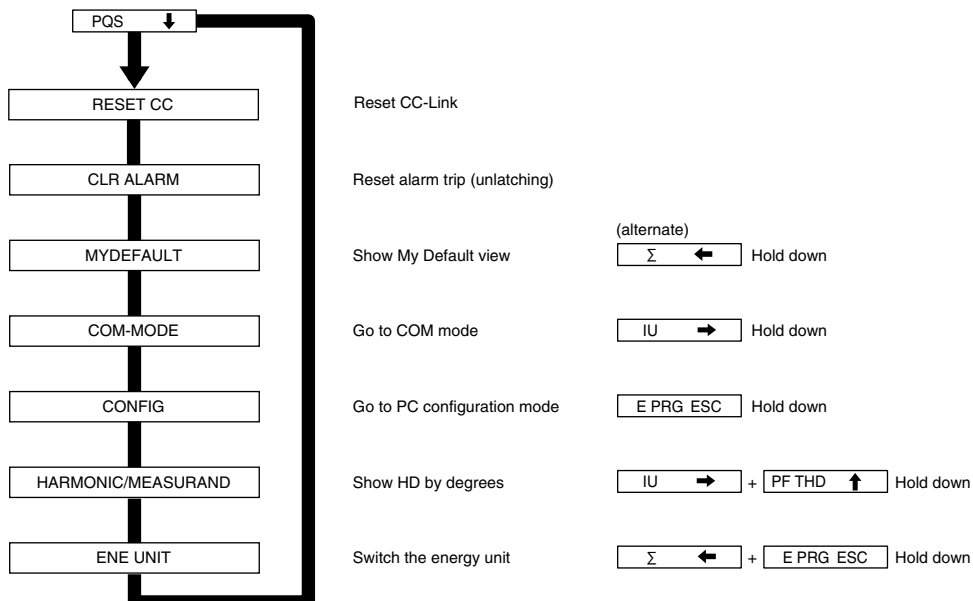 PQS ↓
RESET CC Reset CC-Link
CLR ALARM Reset alarm trip (unlatching)
(alternate)
MYDEFAULT Show My Default view Σ ← Hold down
COM-MODE Go to COM mode IU → Hold down
CONFIG Go to PC configuration mode E PRG ESC Hold down
HARMONIC/MEASURAND Show HD by degrees IU → + PF THD ↑ Hold down
ENE UNIT Switch the energy unit Σ ← + E PRG ESC Hold down